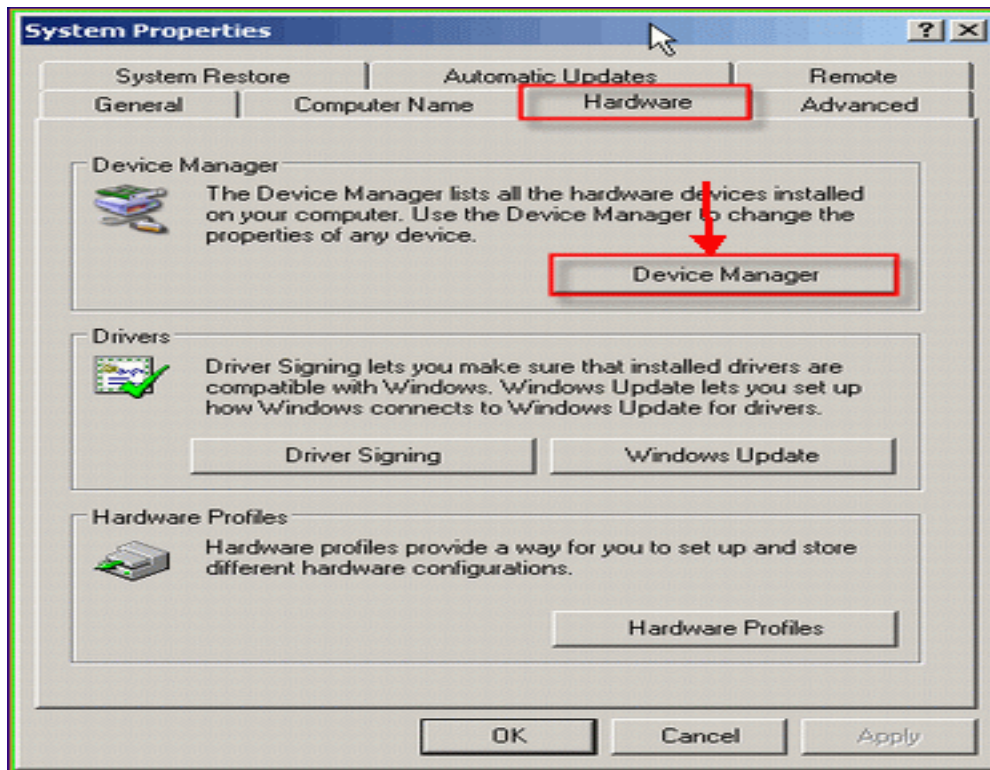 System Properties
System Restore
Automatic Updates
Remote
General
Computer Name
Hardware
Advanced
Device Manager
The Device Manager lists all the hardware devices installed
on your computer. Use the Device Manager to change the
properties of any device.
Device Manager
Drivers
Driver Signing lets you make sure that installed drivers are
compatible with Windows. Windows Update lets you set up
how Windows connects to Windows Update for drivers.
Driver Signing
Windows Update
Hardware Profiles
Hardware profiles provide a way for you to set up and store
different hardware configurations.
Hardware Profiles
OK
Cancel
Apply